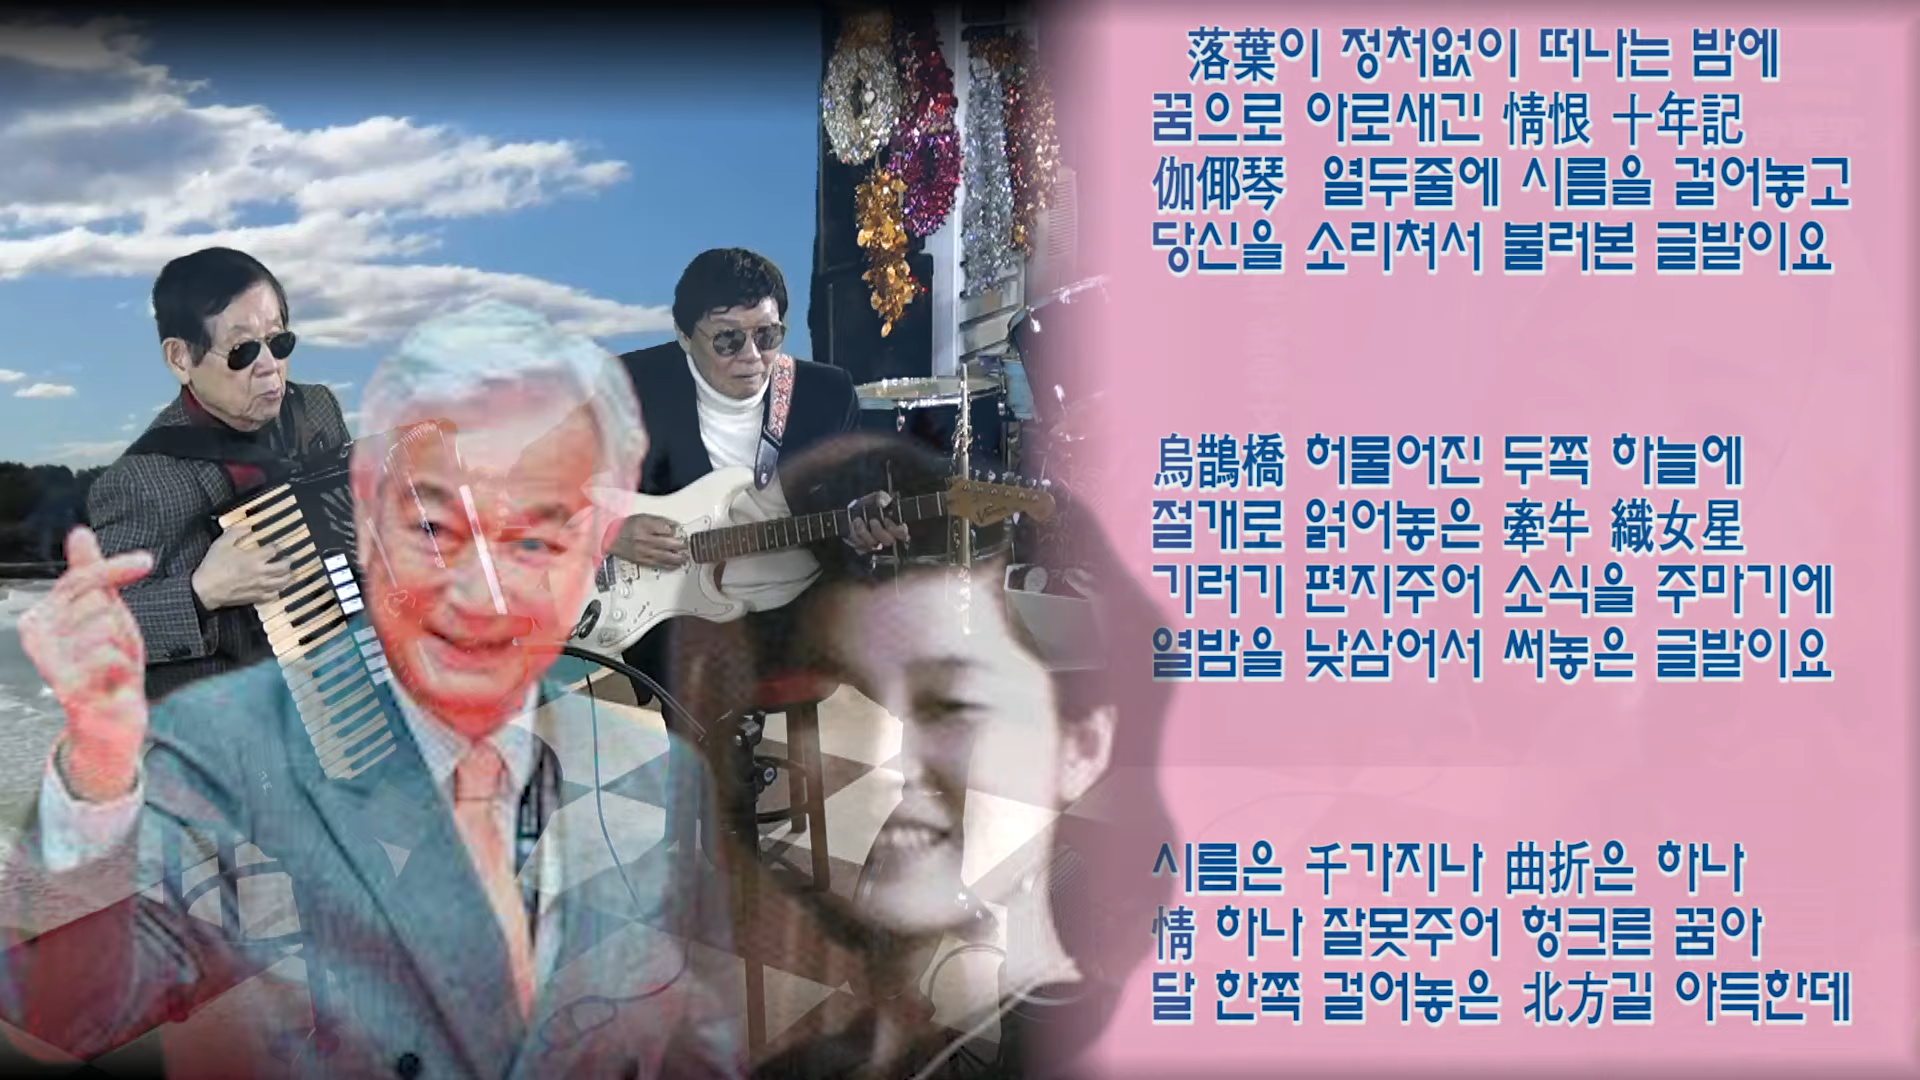 落葉이 정처없이 떠나는 밤에
꿈으로 아로새긴 情恨 十年記
伽倻琴 열두줄에 시름을 걸어놓고
당신을 소리쳐서 불러본 글발이요
烏鵲橋 허물어진 두쪽 하늘에
절개로 얽어놓은 牽牛 織女星
기러기 편지주어 소식을 주마기에
열밤을 낮삼어서 써놓은 글발이요
시름은 千가지나 曲折은 하나
情 하나 잘못주어 헝크른 꿈아
달 한쪽 걸어놓은 北方길 아득한데